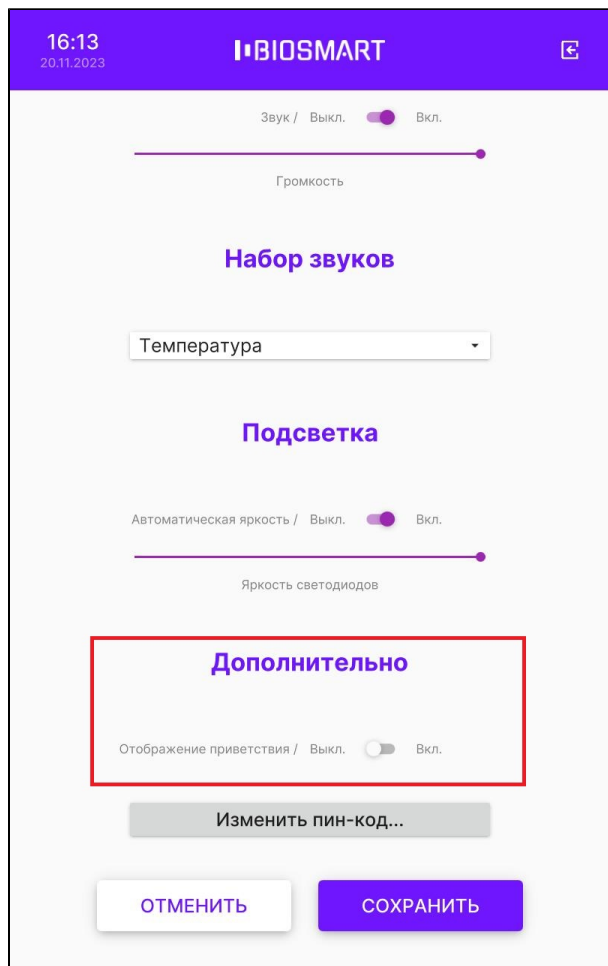 16:13
20.11.2023
BIOSMART
Звук / Выкл. Вкл.
Громкость
Набор звуков
Температура
Подсветка
Автоматическая яркость / Выкл. Вкл.
Яркость светодиодов
Дополнительно
Отображение приветствия / Выкл. Вкл.
Изменить пин-код...
ОТМЕНИТЬ СОХРАНИТЬ